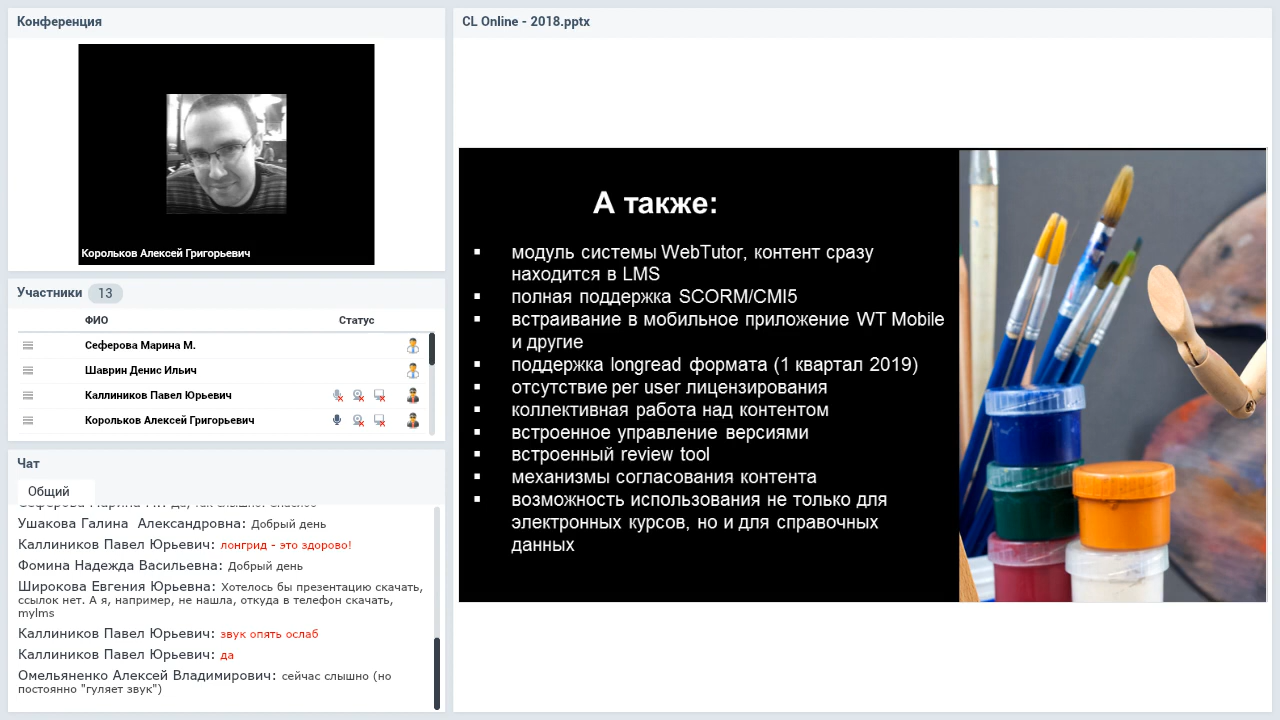 Конференция
Корольков Алексей Григорьевич
Участники 13
ФИО Статус
Сеферова Марина М.
Шаврин Денис Ильич
Каллиников Павел Юрьевич
Корольков Алексей Григорьевич
Чат
Общий
Ушакова Галина Александровна: Добрый день
Каллиников Павел Юрьевич: лонгрид - это здорово!
Фомина Надежда Васильевна: Добрый день
Широкова Евгения Юрьевна: Хотелось бы презентацию скачать,
ссылок нет. А я, например, не нашла, откуда в телефон скачать,
mylms
Каллиников Павел Юрьевич: звук опять ослаб
Каллиников Павел Юрьевич: да
Омельяненко Алексей Владимирович: сейчас слышно (но
постоянно "гуляет звук")
CL Online - 2018.pptx
А также:
▪ модуль системы WebTutor, контент сразу
находится в LMS
▪ полная поддержка SCORM/CMI5
▪ встраивание в мобильное приложение WT Mobile
и другие
▪ поддержка longread формата (1 квартал 2019)
▪ отсутствие per user лицензирования
▪ коллективная работа над контентом
▪ встроенное управление версиями
▪ встроенный review tool
▪ механизмы согласования контента
▪ возможность использования не только для
электронных курсов, но и для справочных
данных